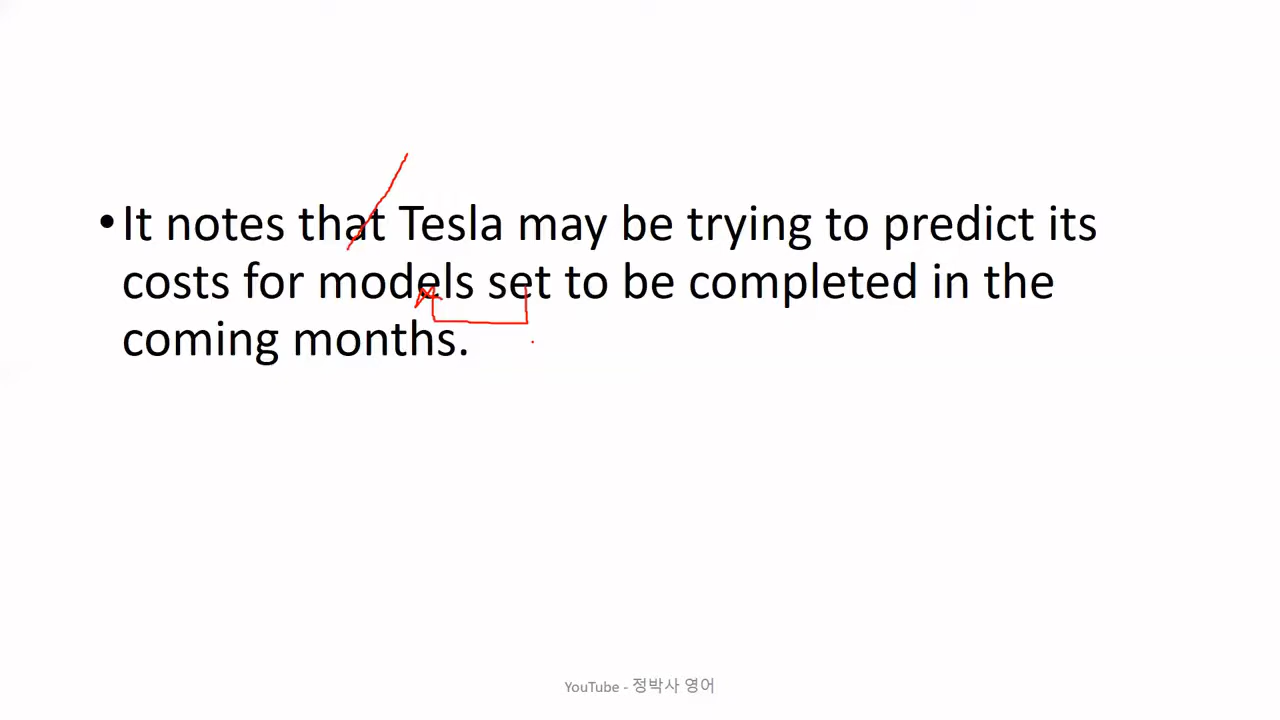 •It notes that Tesla may be trying to predict its
costs for models set to be completed in the
coming months.
YouTube - 정박사 영어